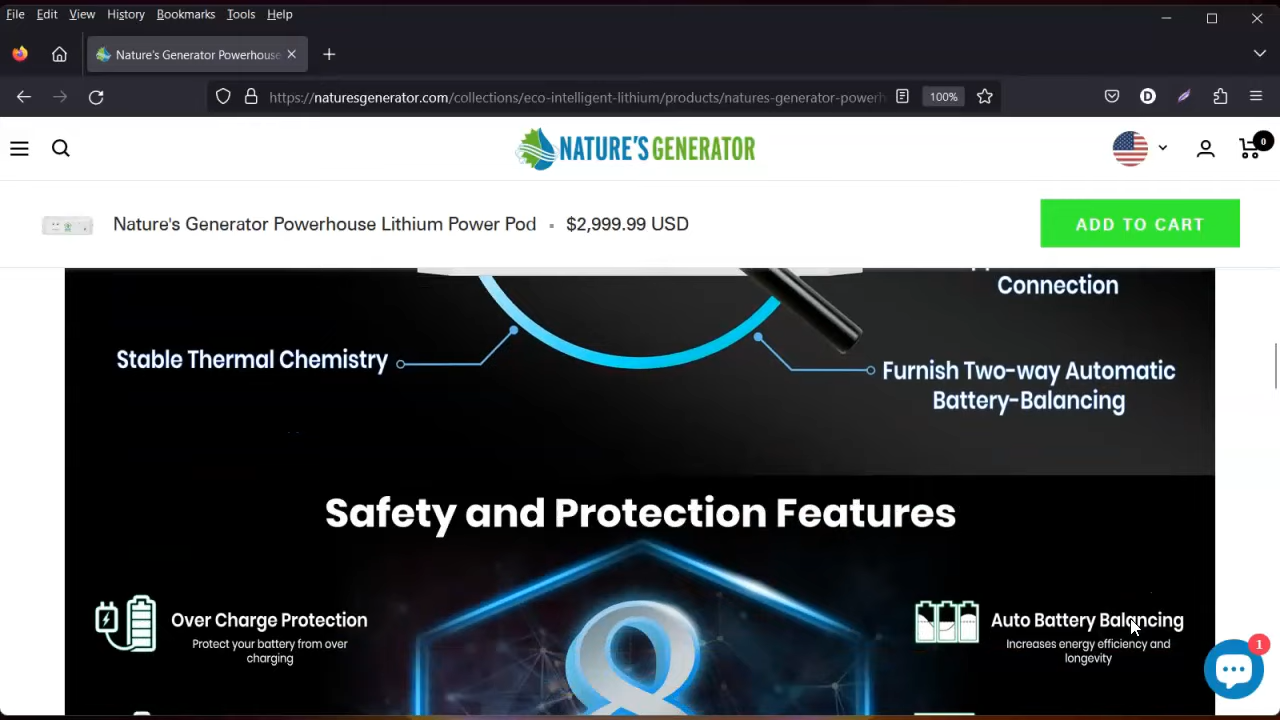 File Edit View History Bookmarks Tools Help
Nature's Generator Powerhouse
https://naturesgenerator.com/collections/eco-intelligent-lithium/products/natures-generator-powerh
100%
D
NATURE'S GENERATOR
0
Nature's Generator Powerhouse Lithium Power Pod ▪ $2,999.99 USD
ADD TO CART
Connection
Stable Thermal Chemistry
Furnish Two-way Automatic
Battery-Balancing
Safety and Protection Features
Over Charge Protection
Protect your battery from over
charging
8
Auto Battery Balancing
Increases energy efficiency and
longevity
1